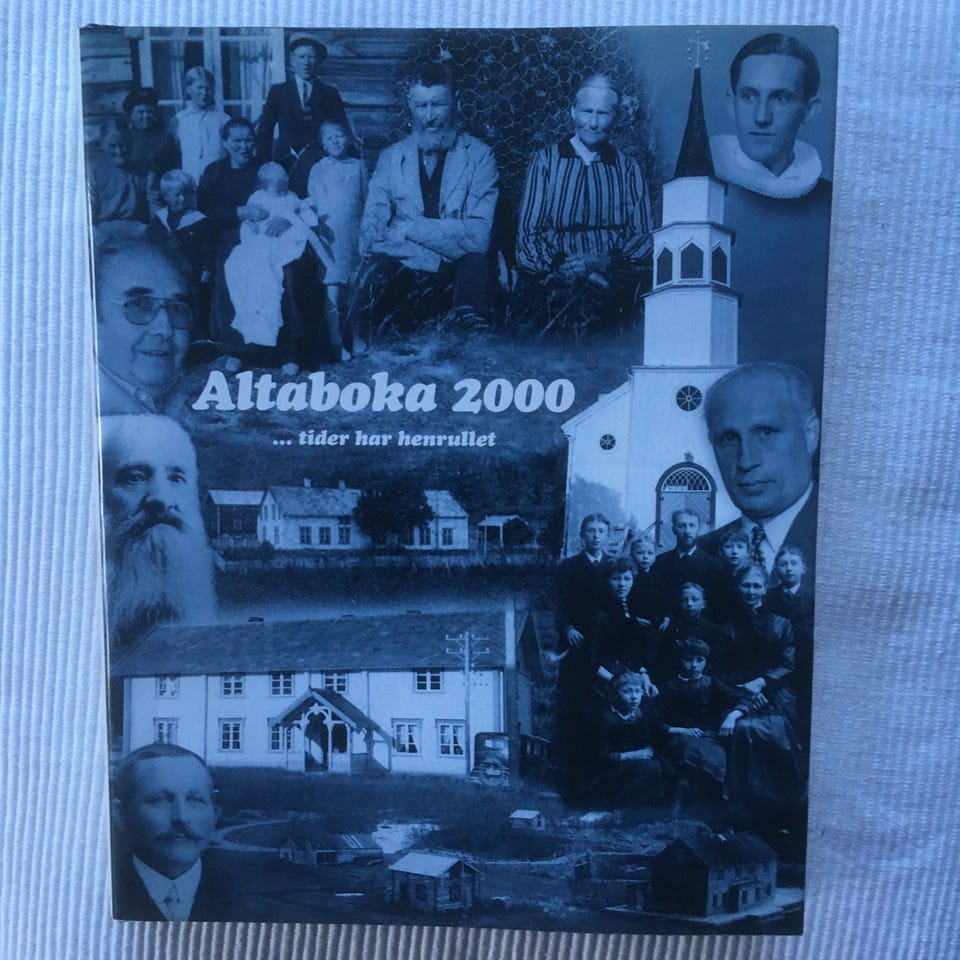 Altaboka 2000
... tider har henrullet